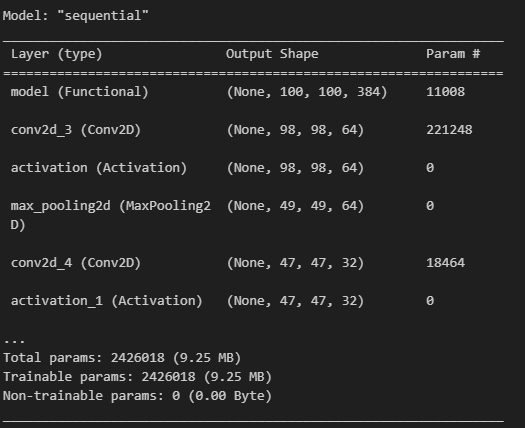 Model: "sequential"
_________________________________________________________________
Layer (type) Output Shape Param #
=================================================================
model (Functional) (None, 100, 100, 384) 11008
conv2d_3 (Conv2D) (None, 98, 98, 64) 221248
activation (Activation) (None, 98, 98, 64) 0
max_pooling2d (MaxPooling2 (None, 49, 49, 64) 0
D)
conv2d_4 (Conv2D) (None, 47, 47, 32) 18464
activation_1 (Activation) (None, 47, 47, 32) 0
...
Total params: 2426018 (9.25 MB)
Trainable params: 2426018 (9.25 MB)
Non-trainable params: 0 (0.00 Byte)
_________________________________________________________________